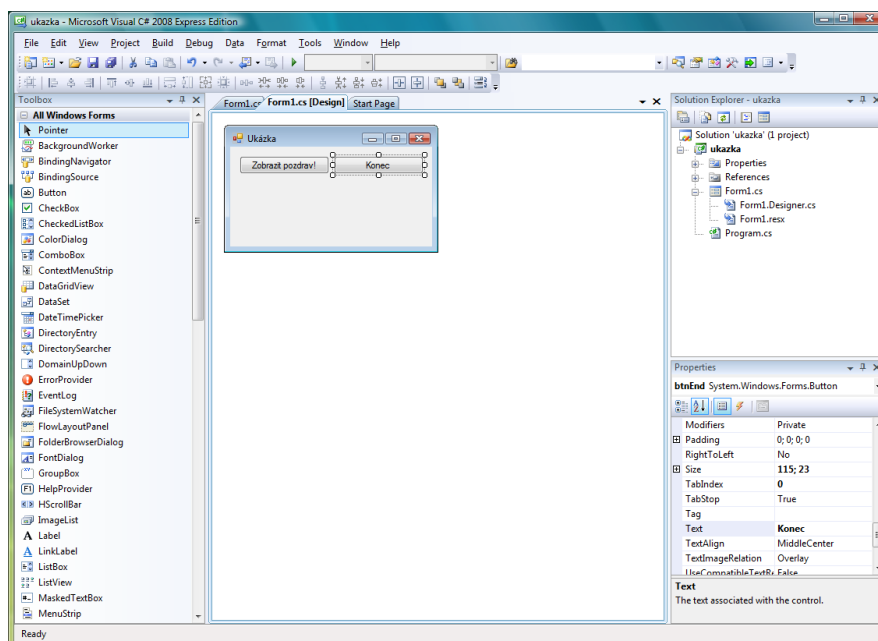 ukazka - Microsoft Visual C# 2008 Express Edition
File Edit View Project Build Debug Data Format Tools Window Help
Toolbox
All Windows Forms
Pointer
BackgroundWorker
BindingNavigator
BindingSource
Button
CheckBox
CheckedListBox
ColorDialog
ComboBox
ContextMenuStrip
DataGridView
DataSet
DateTimePicker
DirectoryEntry
DirectorySearcher
DomainUpDown
ErrorProvider
EventLog
FileSystemWatcher
FlowLayoutPanel
FolderBrowserDialog
FontDialog
GroupBox
HelpProvider
HScrollBar
ImageList
Label
LinkLabel
ListBox
ListView
MaskedTextBox
MenuStrip
Form1.cs Form1.cs [Design] Start Page
Ukázka
Zobrazit pozdrav! Konec
Solution Explorer - ukazka
Solution 'ukazka' (1 project)
ukazka
Properties
References
Form1.cs
Form1.Designer.cs
Form1.resx
Program.cs
Properties
btnEnd System.Windows.Forms.Button
Modifiers Private
Padding 0; 0; 0; 0
RightToLeft No
Size 115; 23
TabIndex 0
TabStop True
Tag
Text Konec
TextAlign MiddleCenter
TextImageRelation Overlay
UseCompatibleTextRe False
Text
The text associated with the control.
Ready